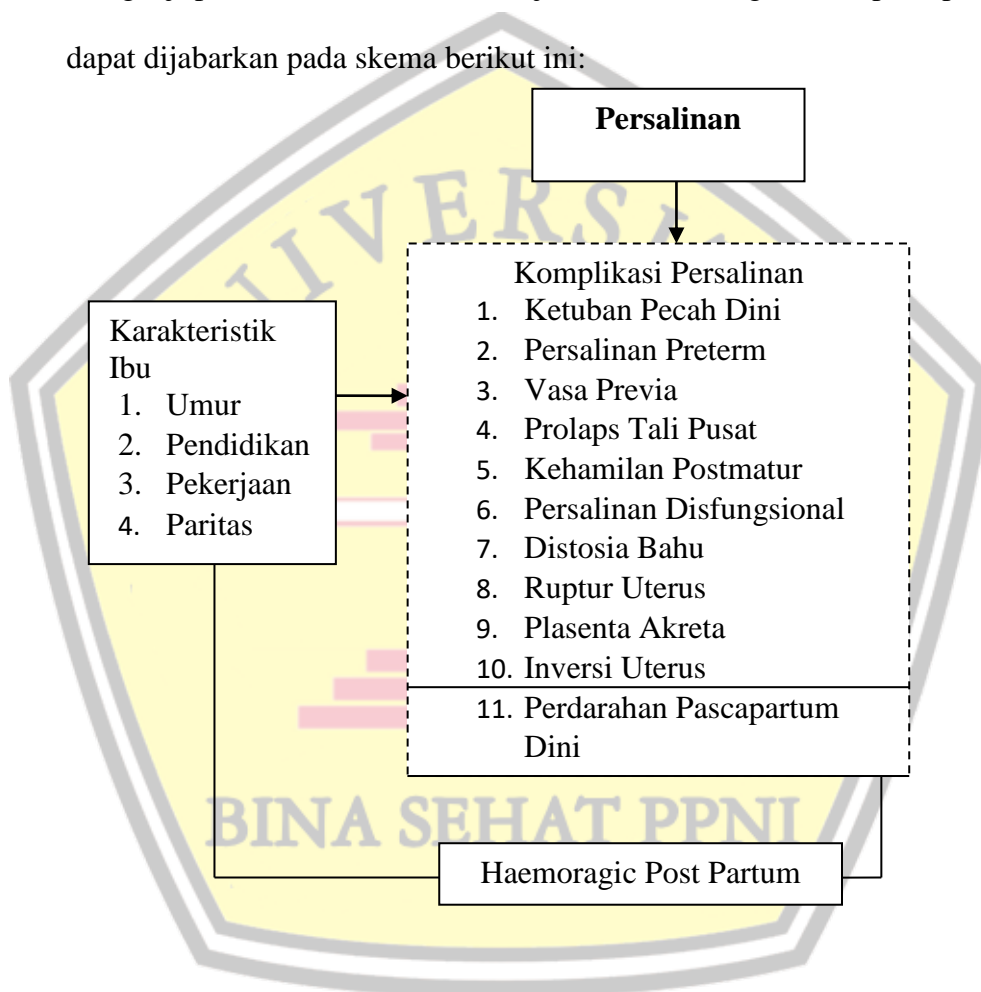 dapat dijabarkan pada skema berikut ini:
Persalinan
Komplikasi Persalinan
1. Ketuban Pecah Dini
2. Persalinan Preterm
3. Vasa Previa
4. Prolaps Tali Pusat
5. Kehamilan Postmatur
6. Persalinan Disfungsional
7. Distosia Bahu
8. Ruptur Uterus
9. Plasenta Akreta
10. Inversi Uterus
11. Perdarahan Pascapartum
Dini
Karakteristik
Ibu
1. Umur
2. Pendidikan
3. Pekerjaan
4. Paritas
Haemoragic Post Partum
BINA SEHAT PPNI